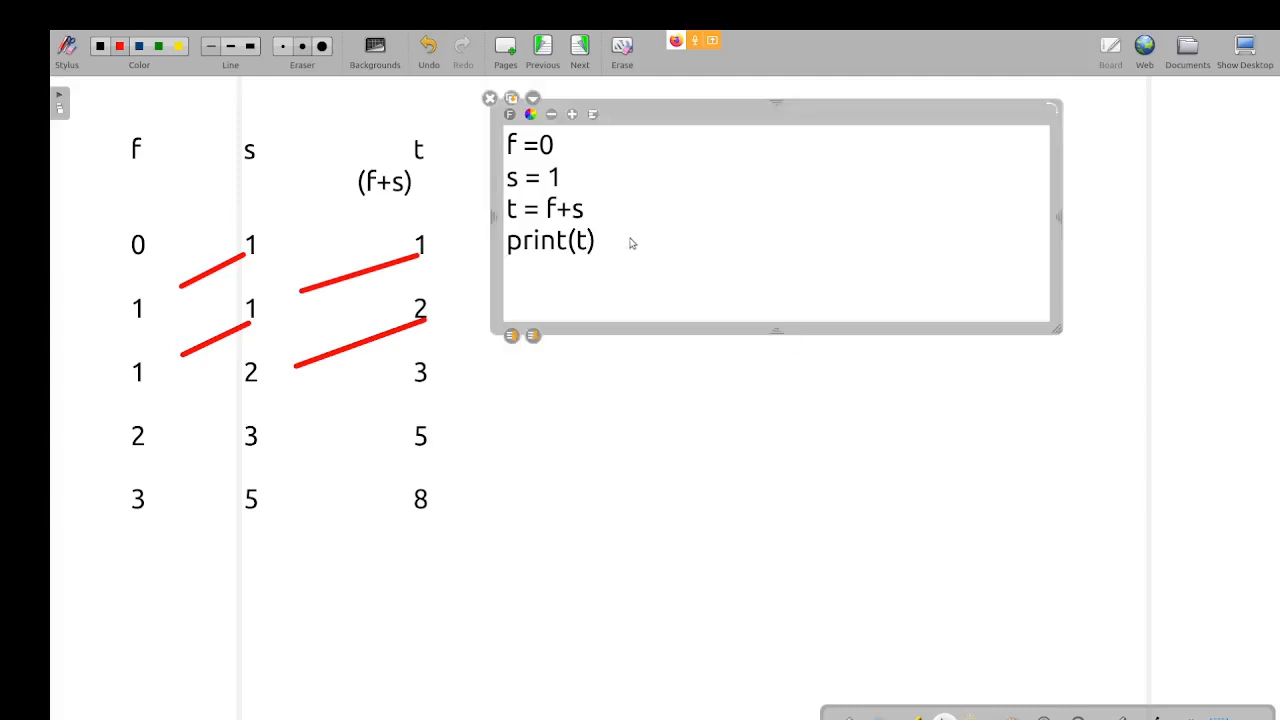 Stylus
Color
Line
Eraser
Backgrounds
Undo
Redo
Pages
Previous
Next
Erase
Board
Web
Documents
Show Desktop
f s t
(f+s)
0 1 1
1 1 2
1 2 3
2 3 5
3 5 8
F
f =0
s = 1
t = f+s
print(t)